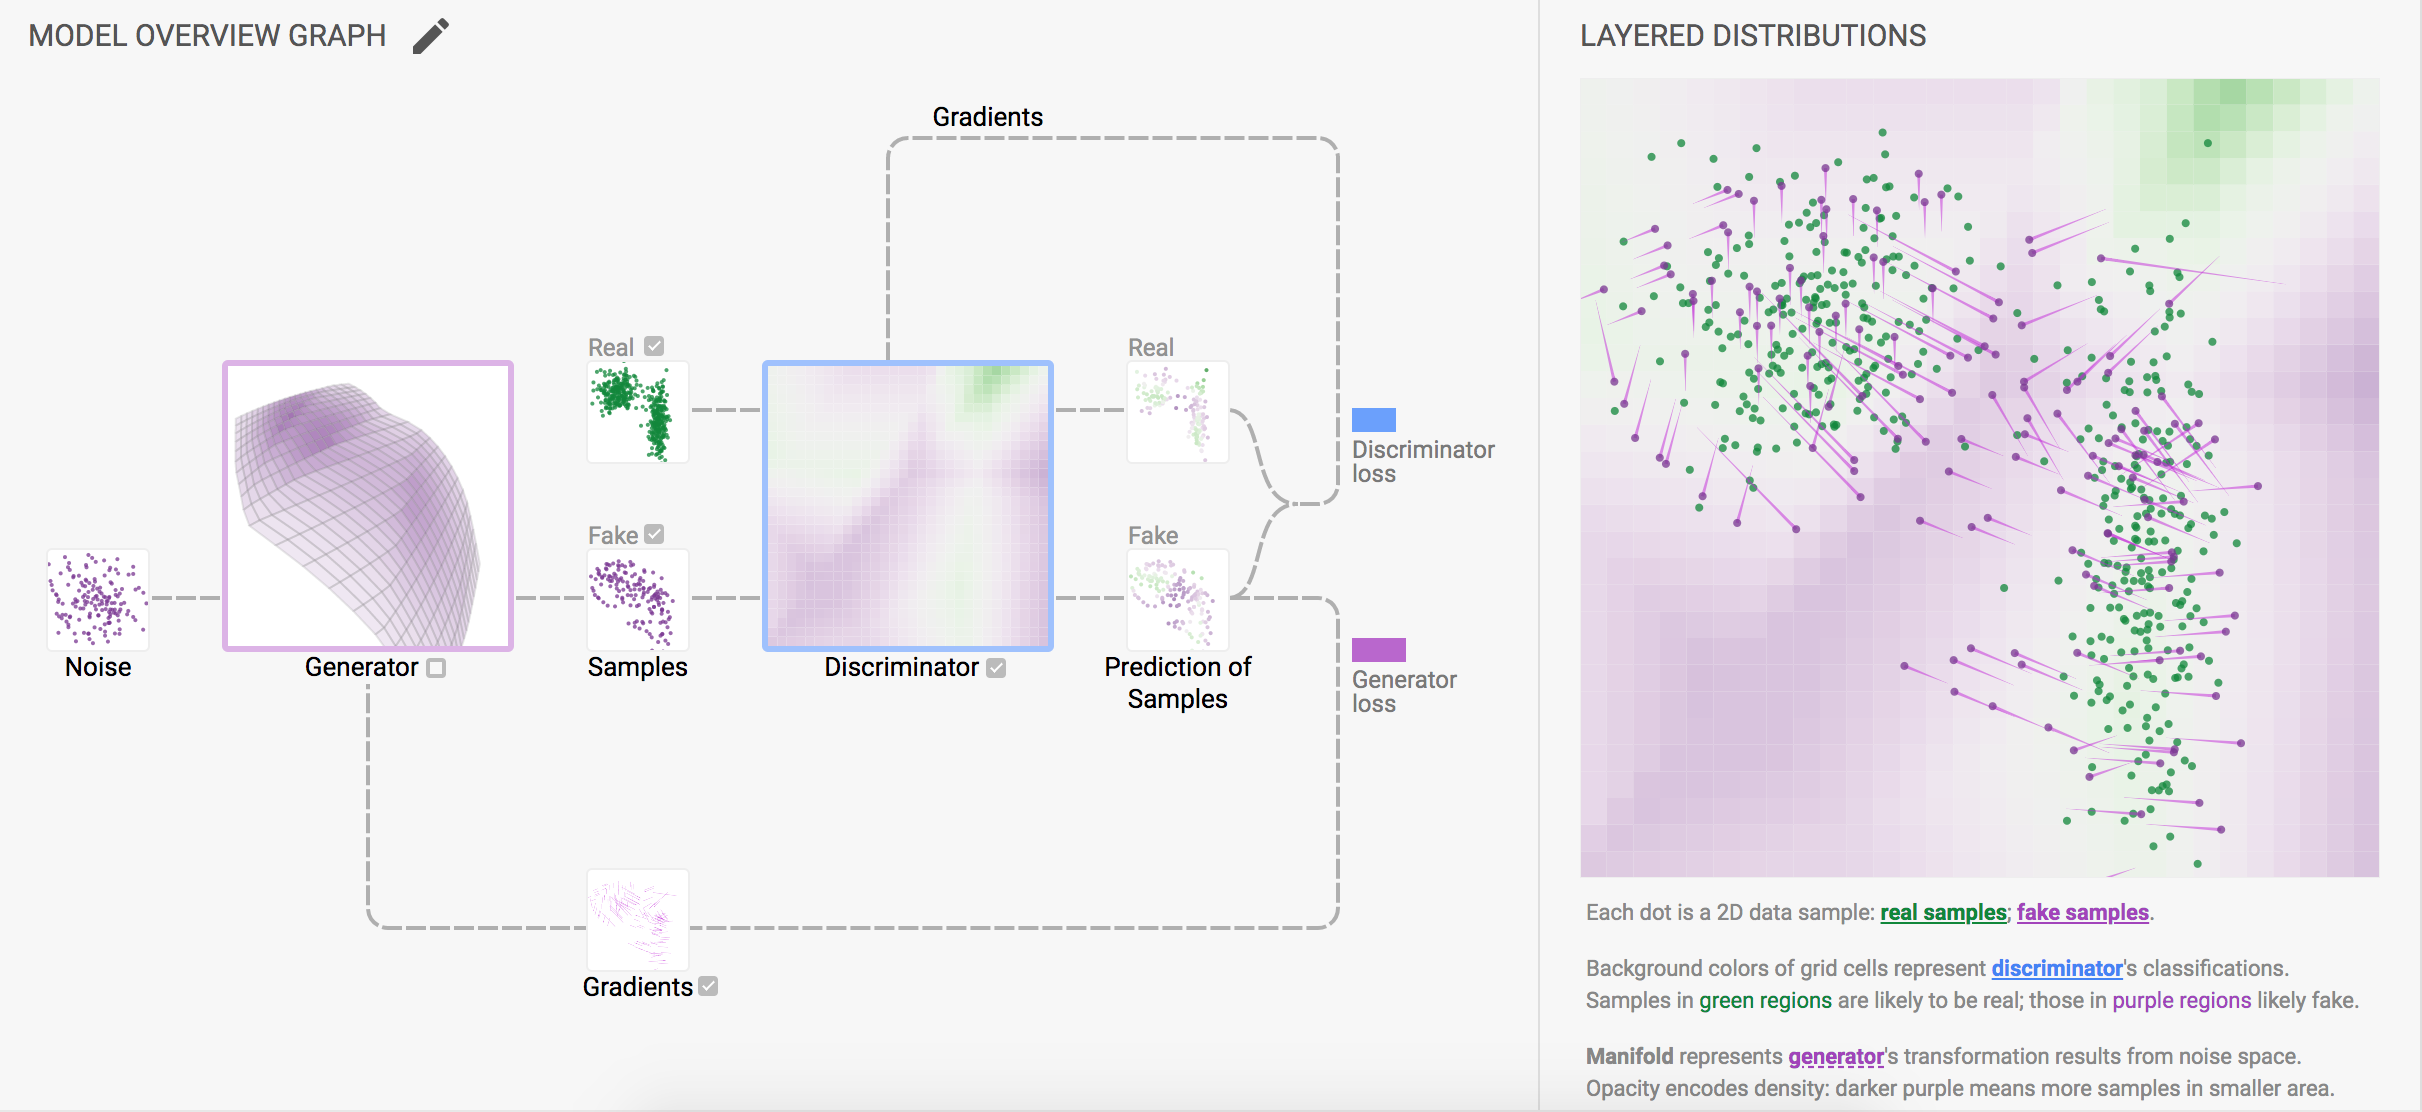 MODEL OVERVIEW GRAPH
Gradients
Real
Real
Discriminator
loss
Fake
Fake
Noise
Generator
Samples
Discriminator
Prediction of
Samples
Generator
loss
Gradients
LAYERED DISTRIBUTIONS
Each dot is a 2D data sample: real samples; fake samples.
Background colors of grid cells represent discriminator's classifications.
Samples in green regions are likely to be real; those in purple regions likely fake.
Manifold represents generator's transformation results from noise space.
Opacity encodes density: darker purple means more samples in smaller area.